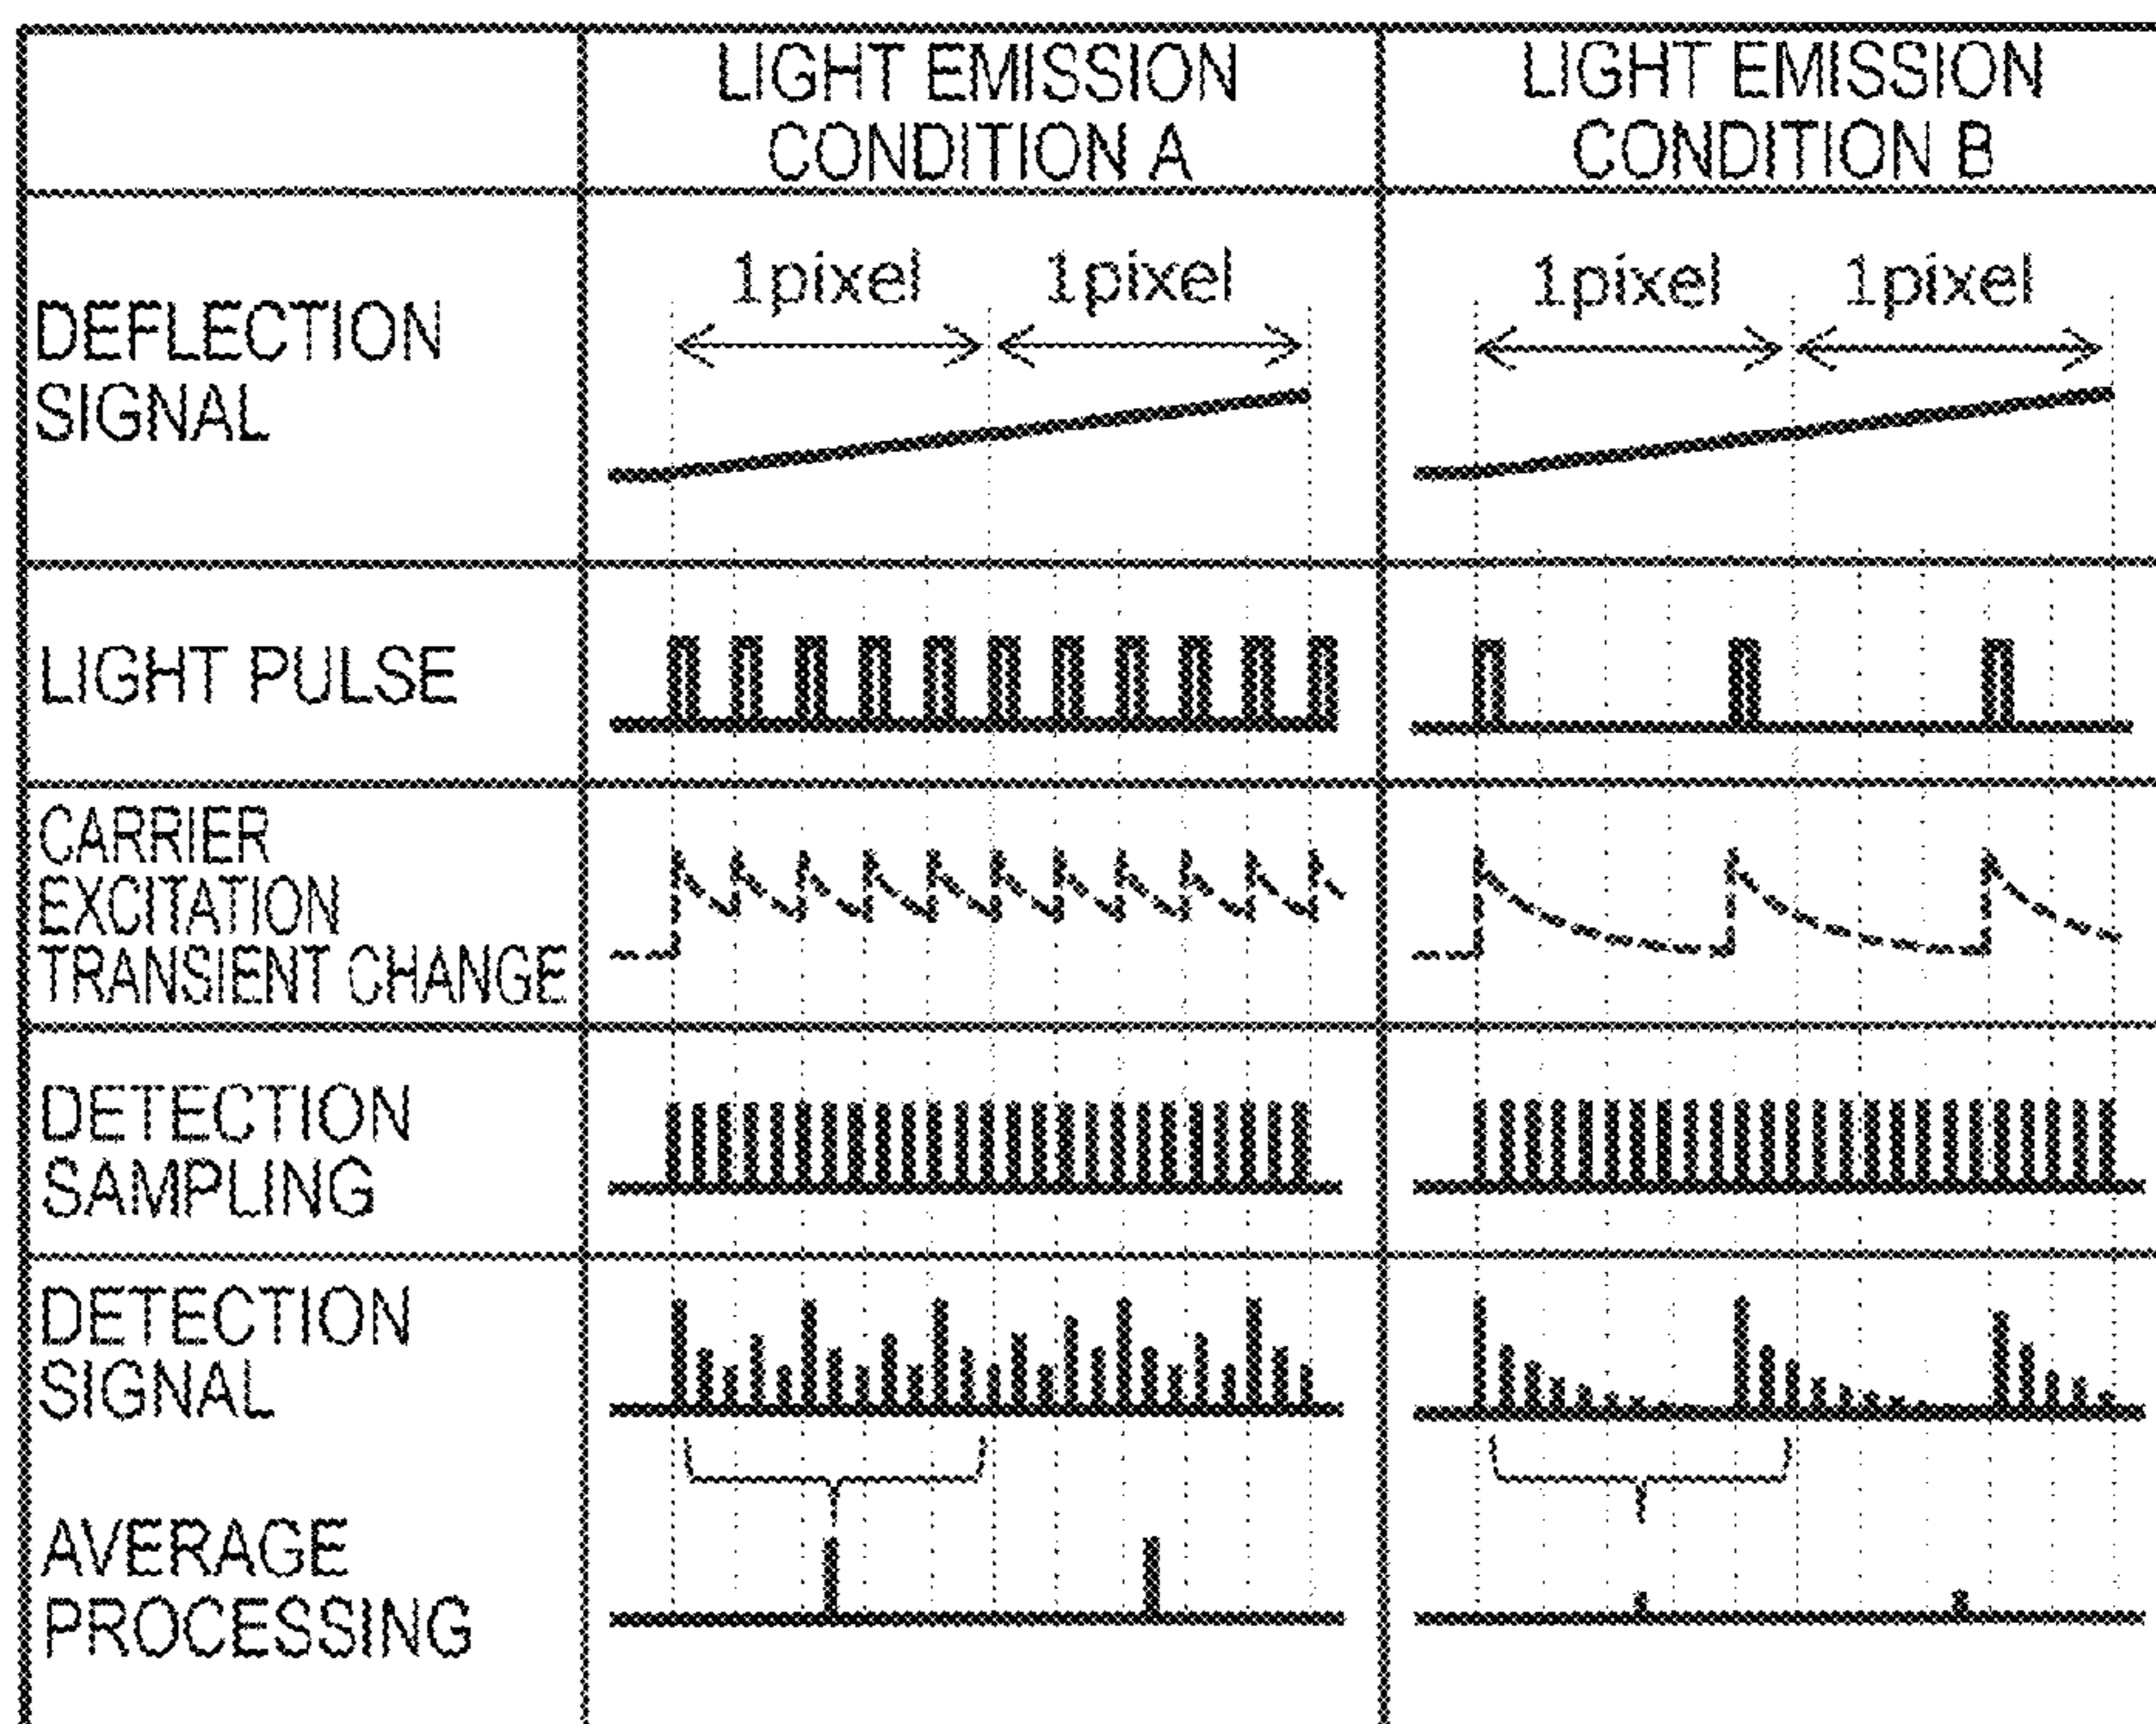 LIGHT EMISSION
CONDITION A
LIGHT EMISSION
CONDITION B
DEFLECTION
SIGNAL
1pixel
1pixel
1pixel
1pixel
LIGHT PULSE
CARRIER
EXCITATION
TRANSIENT CHANGE
DETECTION
SAMPLING
DETECTION
SIGNAL
AVERAGE
PROCESSING